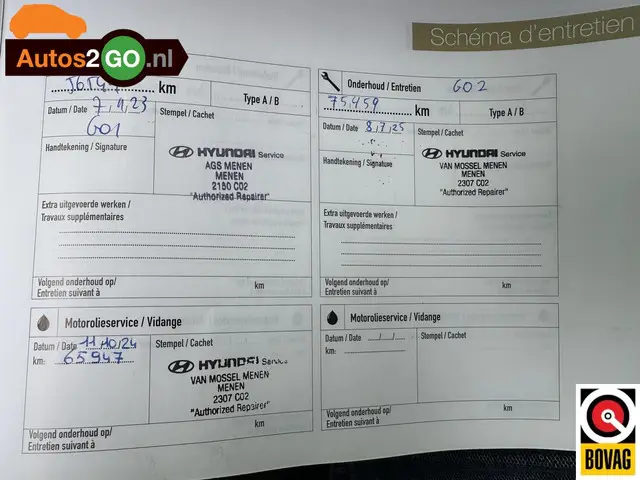 Autos2GO.nl
Schéma d'entretien
km
Type A / B
Datum / Date 7,11,23
G01
Stempel / Cachet
Handtekening / Signature
HYUNDAI Service
AGS MENEN
MENEN
2180 C02
"Authorized Repairer"
Extra uitgevoerde werken /
Travaux supplémentaires
Volgend onderhoud op/
Entretien suivant à
km
Onderhoud / Entretien G02
75.459 km
Type A / B
Datum / Date 8,7,25
Stempel / Cachet
Handtekening / Signature
HYUNDAI Service
VAN MOSSEL MENEN
MENEN
2307 C02
"Authorized Repairer"
Extra uitgevoerde werken /
Travaux supplémentaires
Volgend onderhoud op/
Entretien suivant à
km
Motorolieservice / Vidange
Datum / Date 11,10,24
km: 65.947
Stempel / Cachet
HYUNDAI Service
VAN MOSSEL MENEN
MENEN
2307 C02
"Authorized Repairer"
Volgend onderhoud op/
Entretien suivant à
km
Motorolieservice / Vidange
Datum / Date / /
km:
Stempel / Cachet
Volgend onderhoud op/
Entretien suivant à
km
BOVAG